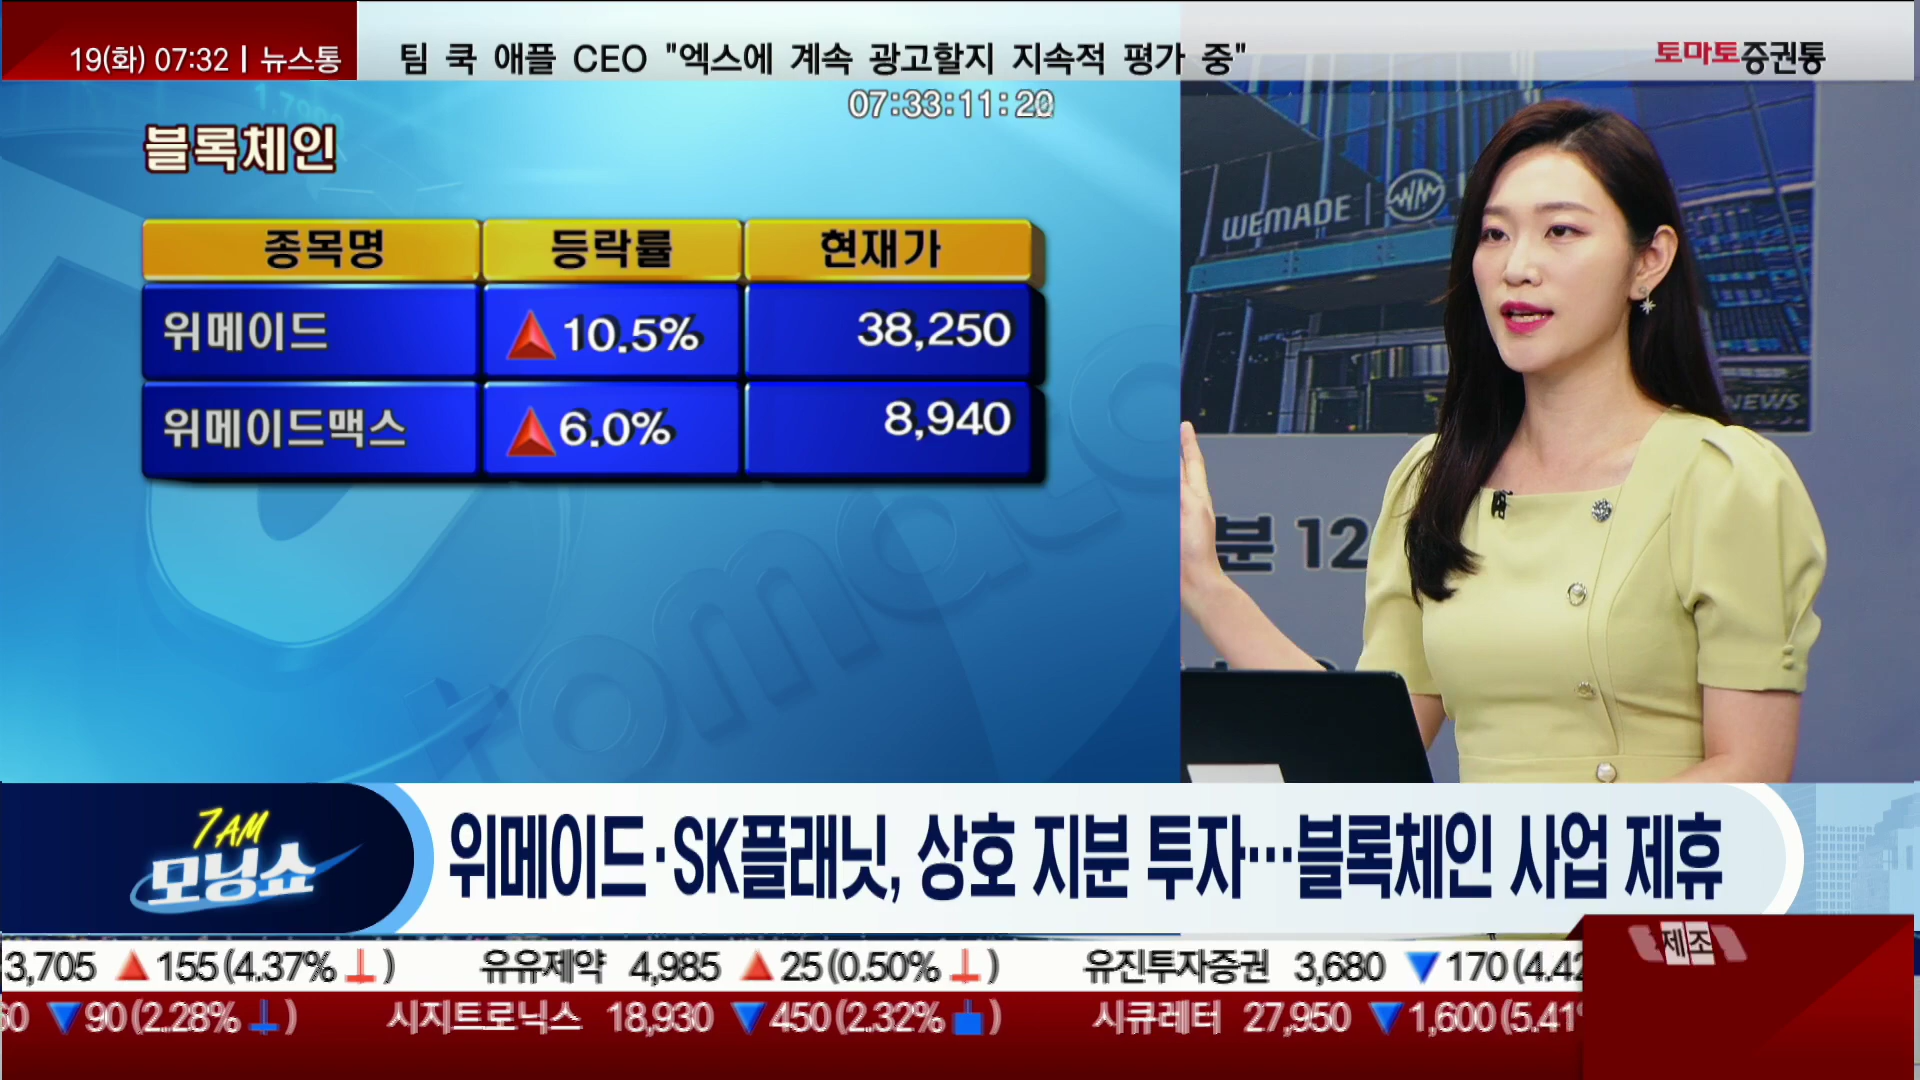 19(화) 07:32 | 뉴스통
팀 쿡 애플 CEO "엑스에 계속 광고할지 지속적 평가 중"
토마토증권통
07:33:11:20
블록체인
종목명 등락률 현재가
위메이드 ▲10.5% 38,250
위메이드맥스 ▲6.0% 8,940
WEMADE
NEWS
분 12
tomato
7AM
모닝쇼
위메이드·SK플래닛, 상호 지분 투자…블록체인 사업 제휴
3,705 ▲155(4.37%) 유유제약 4,985 ▲25(0.50%) 유진투자증권 3,680 ▼170(4.42
제조
60 ▼90(2.28%) 시지트로닉스 18,930 ▼450(2.32%) 시큐레터 27,950 ▼1,600(5.41%